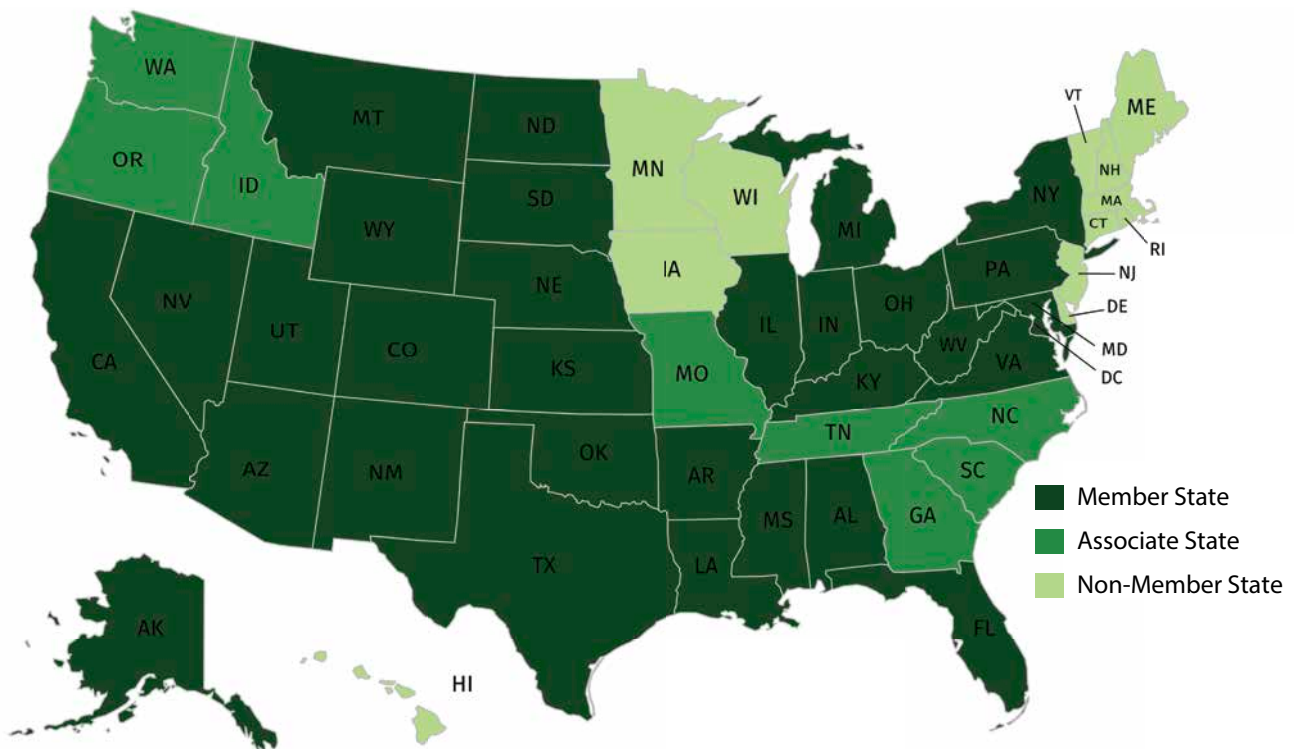 WA
MT
ND
MN
VT
ME
OR
ID
SD
WI
NH
MA
NY
CT
RI
WY
MI
IA
PA
NJ
NE
NV
OH
DE
UT
IL
IN
CO
WV
MD
CA
VA
KS
MO
KY
DC
NC
TN
OK
AZ
NM
AR
SC
MS
AL
GA
TX
LA
AK
FL
HI
Member State
Associate State
Non-Member State